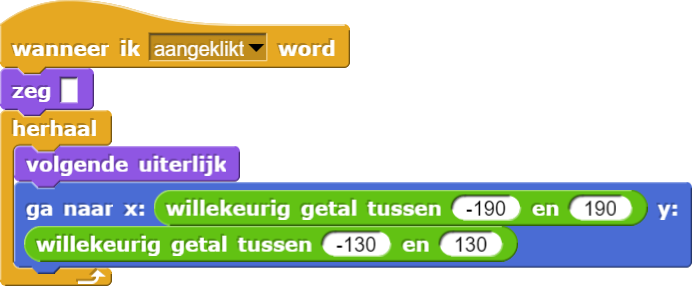 wanneer ik aangeklikt word
zeg
herhaal
volgende uiterlijk
ga naar x: willekeurig getal tussen -190 en 190 y:
willekeurig getal tussen -130 en 130